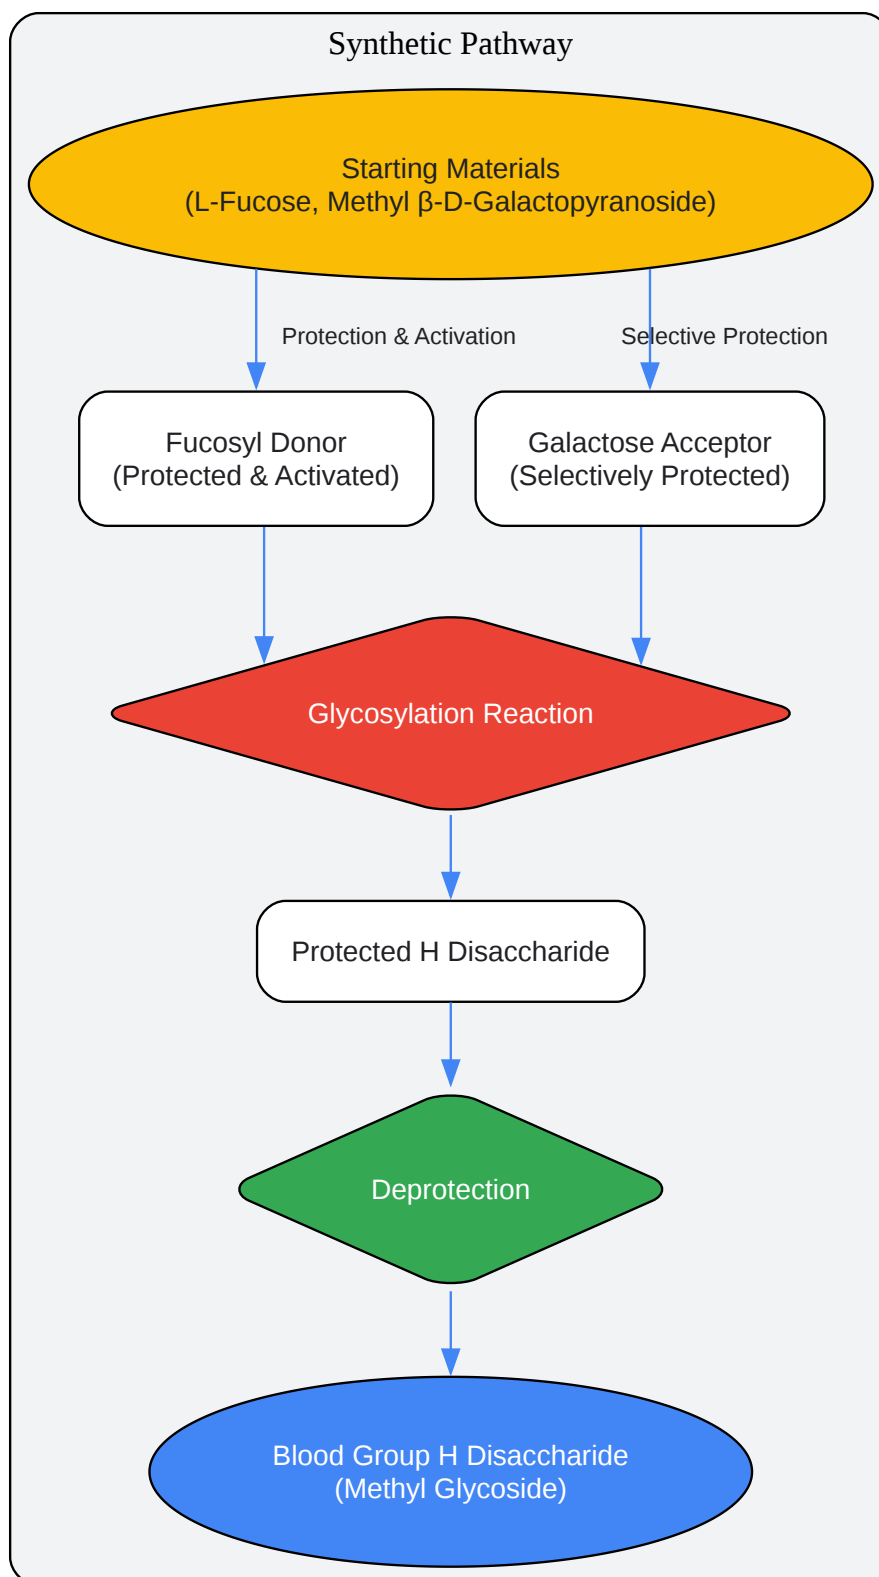 Synthetic Pathway
Starting Materials
(L-Fucose, Methyl β-D-Galactopyranoside)
Protection & Activation
Selective Protection
Fucosyl Donor
(Protected & Activated)
Galactose Acceptor
(Selectively Protected)
Glycosylation Reaction
Protected H Disaccharide
Deprotection
Blood Group H Disaccharide
(Methyl Glycoside)